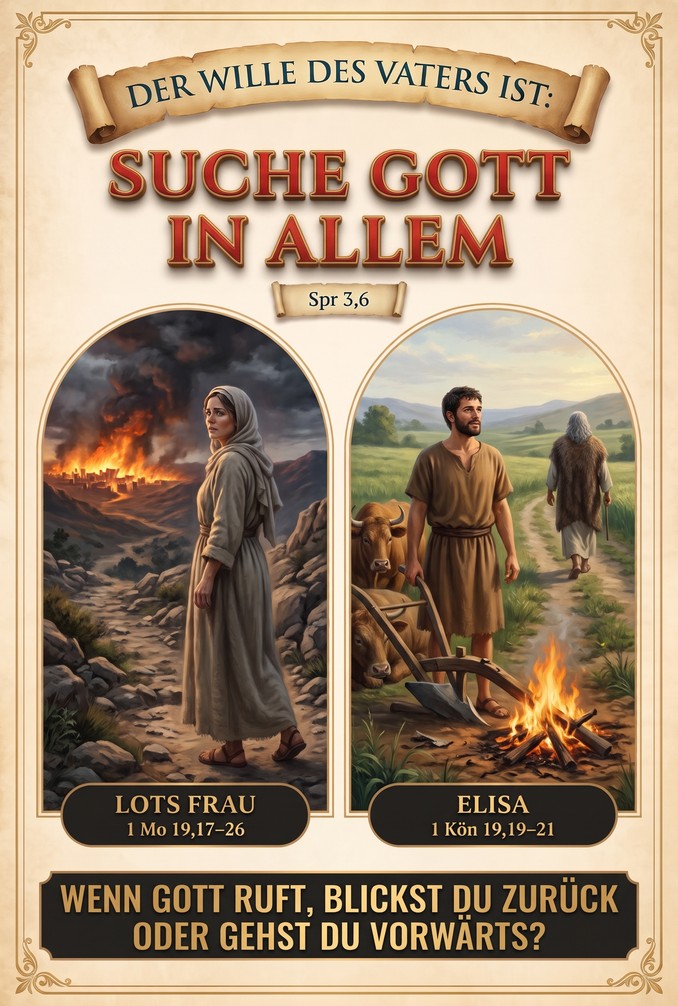 DER WILLE DES VATERS IST:
SUCHE GOTT
IN ALLEM
Spr 3,6
LOTS FRAU
1 Mo 19,17–26
ELISA
1 Kön 19,19–21
WENN GOTT RUFT, BLICKST DU ZURÜCK
ODER GEHST DU VORWÄRTS?